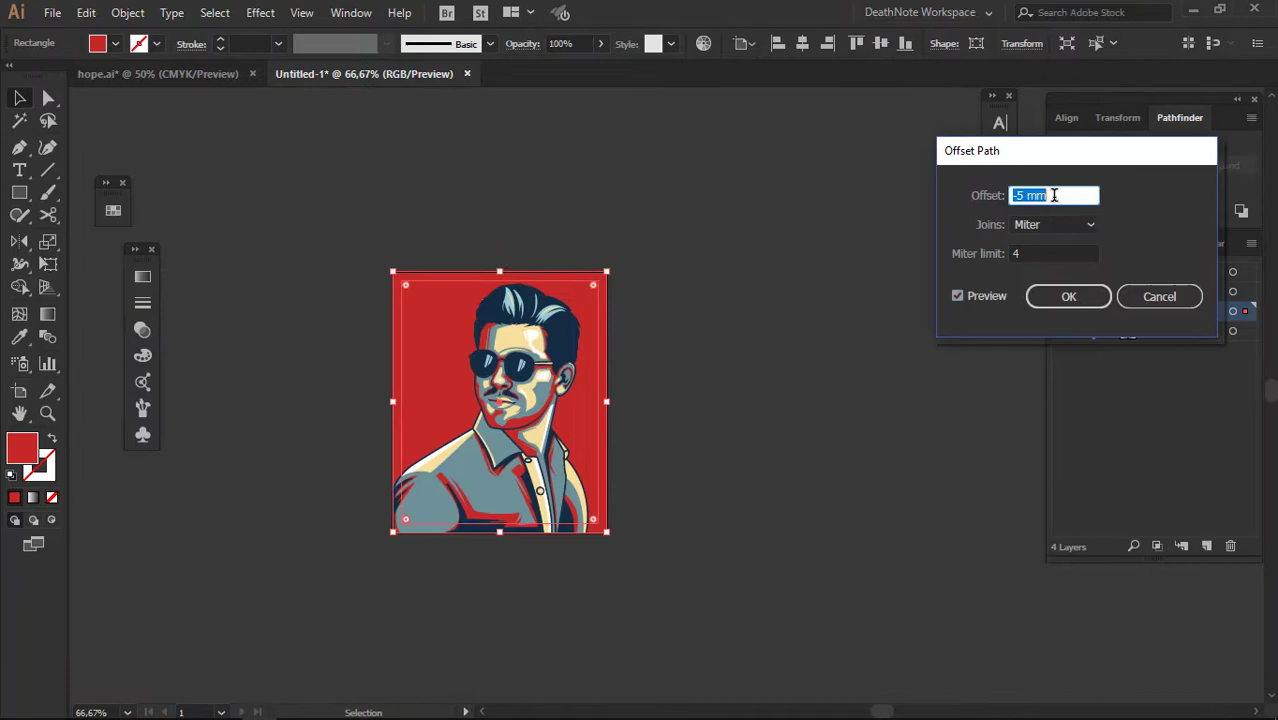 Ai File Edit Object Type Select Effect View Window Help Br St DeathNote Workspace Search Adobe Stock
Rectangle Stroke: Basic Opacity: 100% Style: Shape: Transform
hope.ai* @ 50% (CMYK/Preview) Untitled-1* @ 66,67% (RGB/Preview)
A
Align Transform Pathfinder
Offset Path
Offset: -5 mm
Joins: Miter
Miter limit: 4
Preview OK Cancel
4 Layers
66,67% 1 Selection